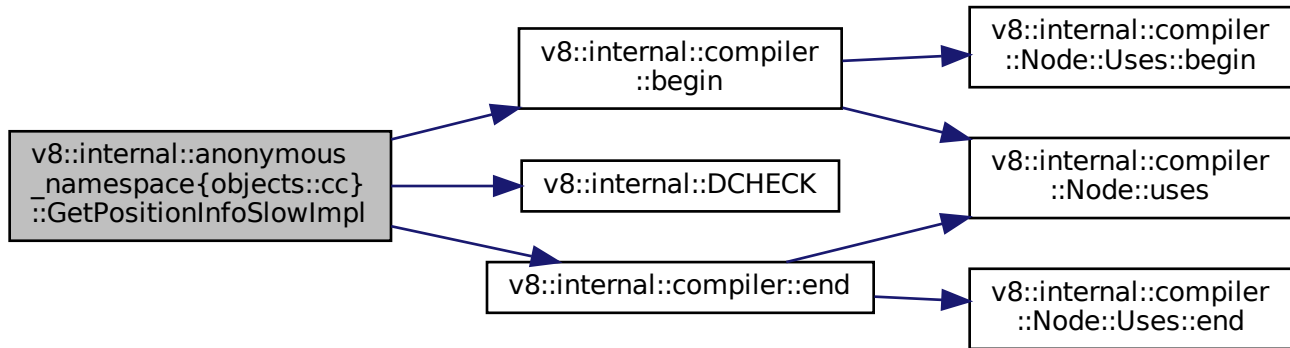 v8::internal::anonymous
_namespace{objects::cc}
::GetPositionInfoSlowImpl
v8::internal::compiler
::begin
v8::internal::DCHECK
v8::internal::compiler::end
v8::internal::compiler
::Node::Uses::begin
v8::internal::compiler
::Node::uses
v8::internal::compiler
::Node::Uses::end